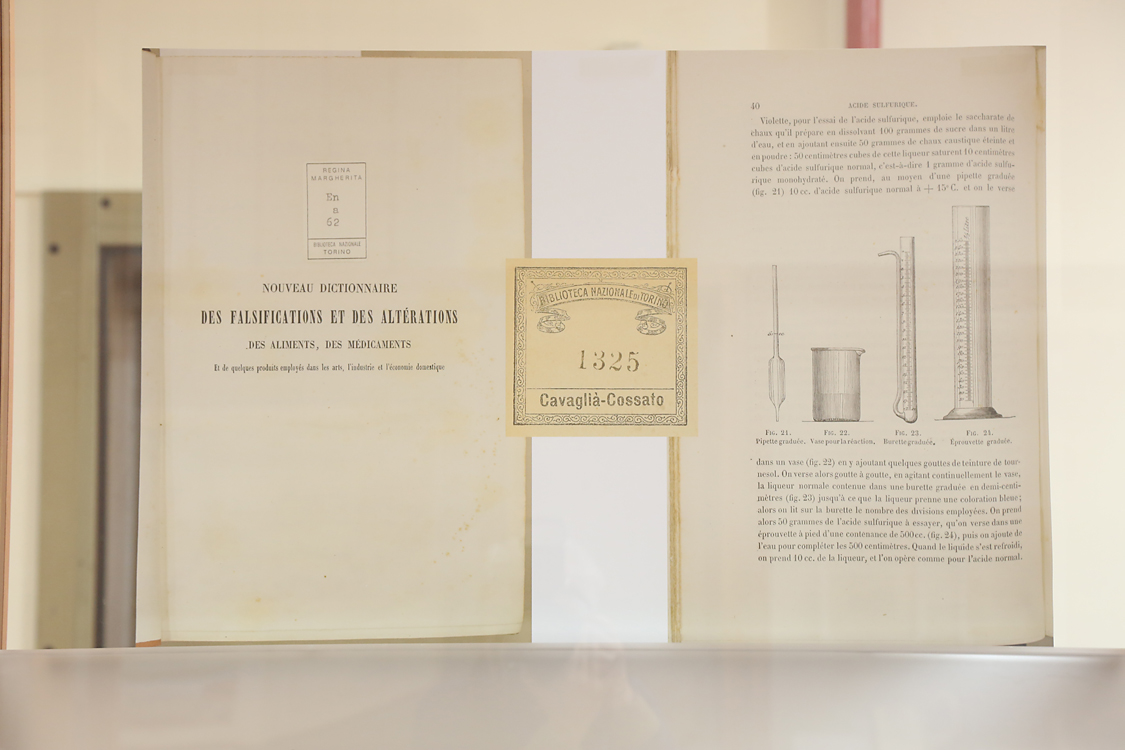 REGINA
MARGHERITA
En
n
62
BIBLIOTECA NAZIONALE
TORINO
NOUVEAU DICTIONNAIRE
DES FALSIFICATIONS ET DES ALTÉRATIONS
DES ALIMENTS, DES MÉDICAMENTS
Et de quelques produits employés dans les arts, l'industrie et l'économie domestique
BIBLIOTECA NAZIONALE DI TORINO
1325
Cavaglià-Cossato
40 ACIDE SULFURIQUE.
Violette, pour l'essai de l'acide sulfurique, emploie le saccharate de
chaux qu'il prépare en dissolvant 100 grammes de sucre dans un litre
d'eau, et en ajoutant ensuite 50 grammes de chaux caustique éteinte et
en poudre : 50 centimètres cubes de cette liqueur saturent 10 centimètres
cubes d'acide sulfurique normal, c'est-à-dire 1 gramme d'acide sulfu-
rique monohydraté. On prend, au moyen d'une pipette graduée
(fig. 21) 10 cc. d'acide sulfurique normal à + 15° C. et on le verse
FIG. 21. FIG. 22. FIG. 23. FIG. 24.
Pipette graduée. Vase pour la réaction. Burette graduée. Éprouvette graduée.
dans un vase (fig. 22) en y ajoutant quelques gouttes de teinture de tour-
nesol. On verse alors goutte à goutte, en agitant continuellement le vase,
la liqueur normale contenue dans une burette graduée en demi-centi-
mètres (fig. 23) jusqu'à ce que la liqueur prenne une coloration bleue;
alors on lit sur la burette le nombre des divisions employées. On prend
alors 50 grammes de l'acide sulfurique à essayer, qu'on verse dans une
éprouvette à pied d'une contenance de 500 cc. (fig. 24), puis on ajoute de
l'eau pour compléter les 500 centimètres. Quand le liquide s'est refroidi,
on prend 10 cc. de la liqueur, et l'on opère comme pour l'acide normal.